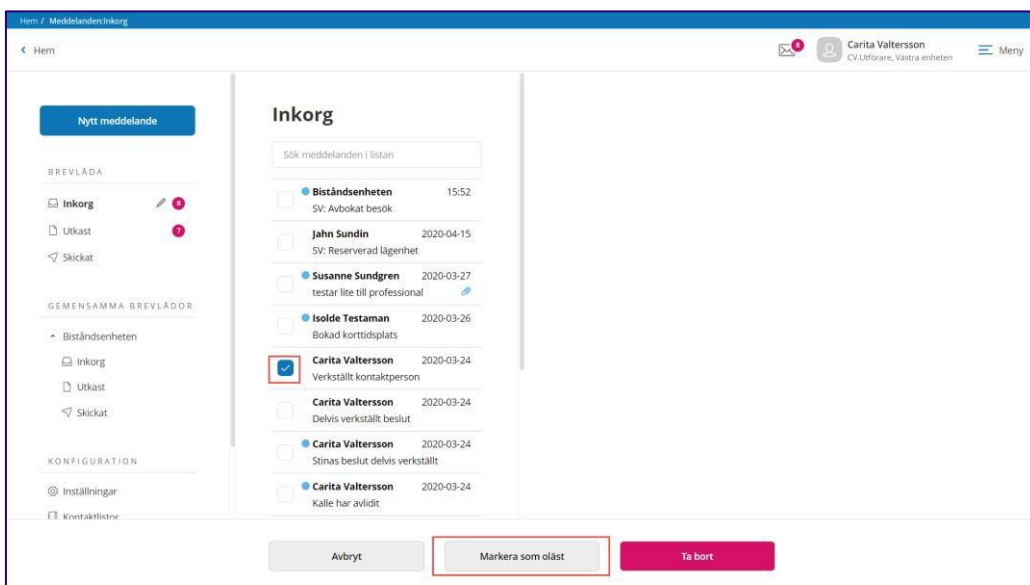 Hem / Meddelanden:Inkorg
Hem
8
Carita Valtersson
CV.Utförare, Västra enheten
Meny
Nytt meddelande
BREVLÅDA
Inkorg 8
Utkast 7
Skickat
GEMENSAMMA BREVLÅDOR
Biståndsenheten
Inkorg
Utkast
Skickat
KONFIGURATION
Inställningar
Kontaktlistor
Inkorg
Sök meddelanden i listan
Biståndsenheten 15:52
SV: Avbokat besök
Jahn Sundin 2020-04-15
SV: Reserverad lägenhet
Susanne Sundgren 2020-03-27
testar lite till professional
Isolde Testaman 2020-03-26
Bokad korttidsplats
Carita Valtersson 2020-03-24
Verkställt kontaktperson
Carita Valtersson 2020-03-24
Delvis verkställt beslut
Carita Valtersson 2020-03-24
Stinas beslut delvis verkställt
Carita Valtersson 2020-03-24
Kalle har avlidit
Avbryt
Markera som oläst
Ta bort